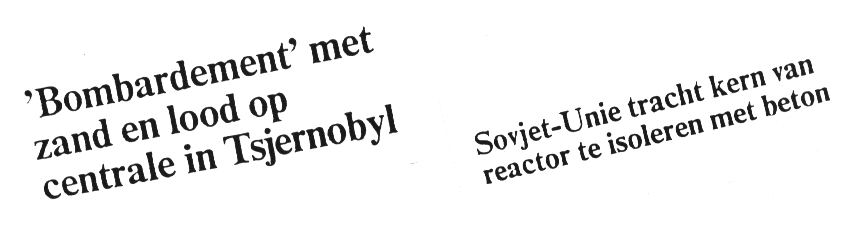 ’Bombardement’ met
zand en lood op
centrale in Tsjernobyl
Sovjet-Unie tracht kern van
reactor te isoleren met beton